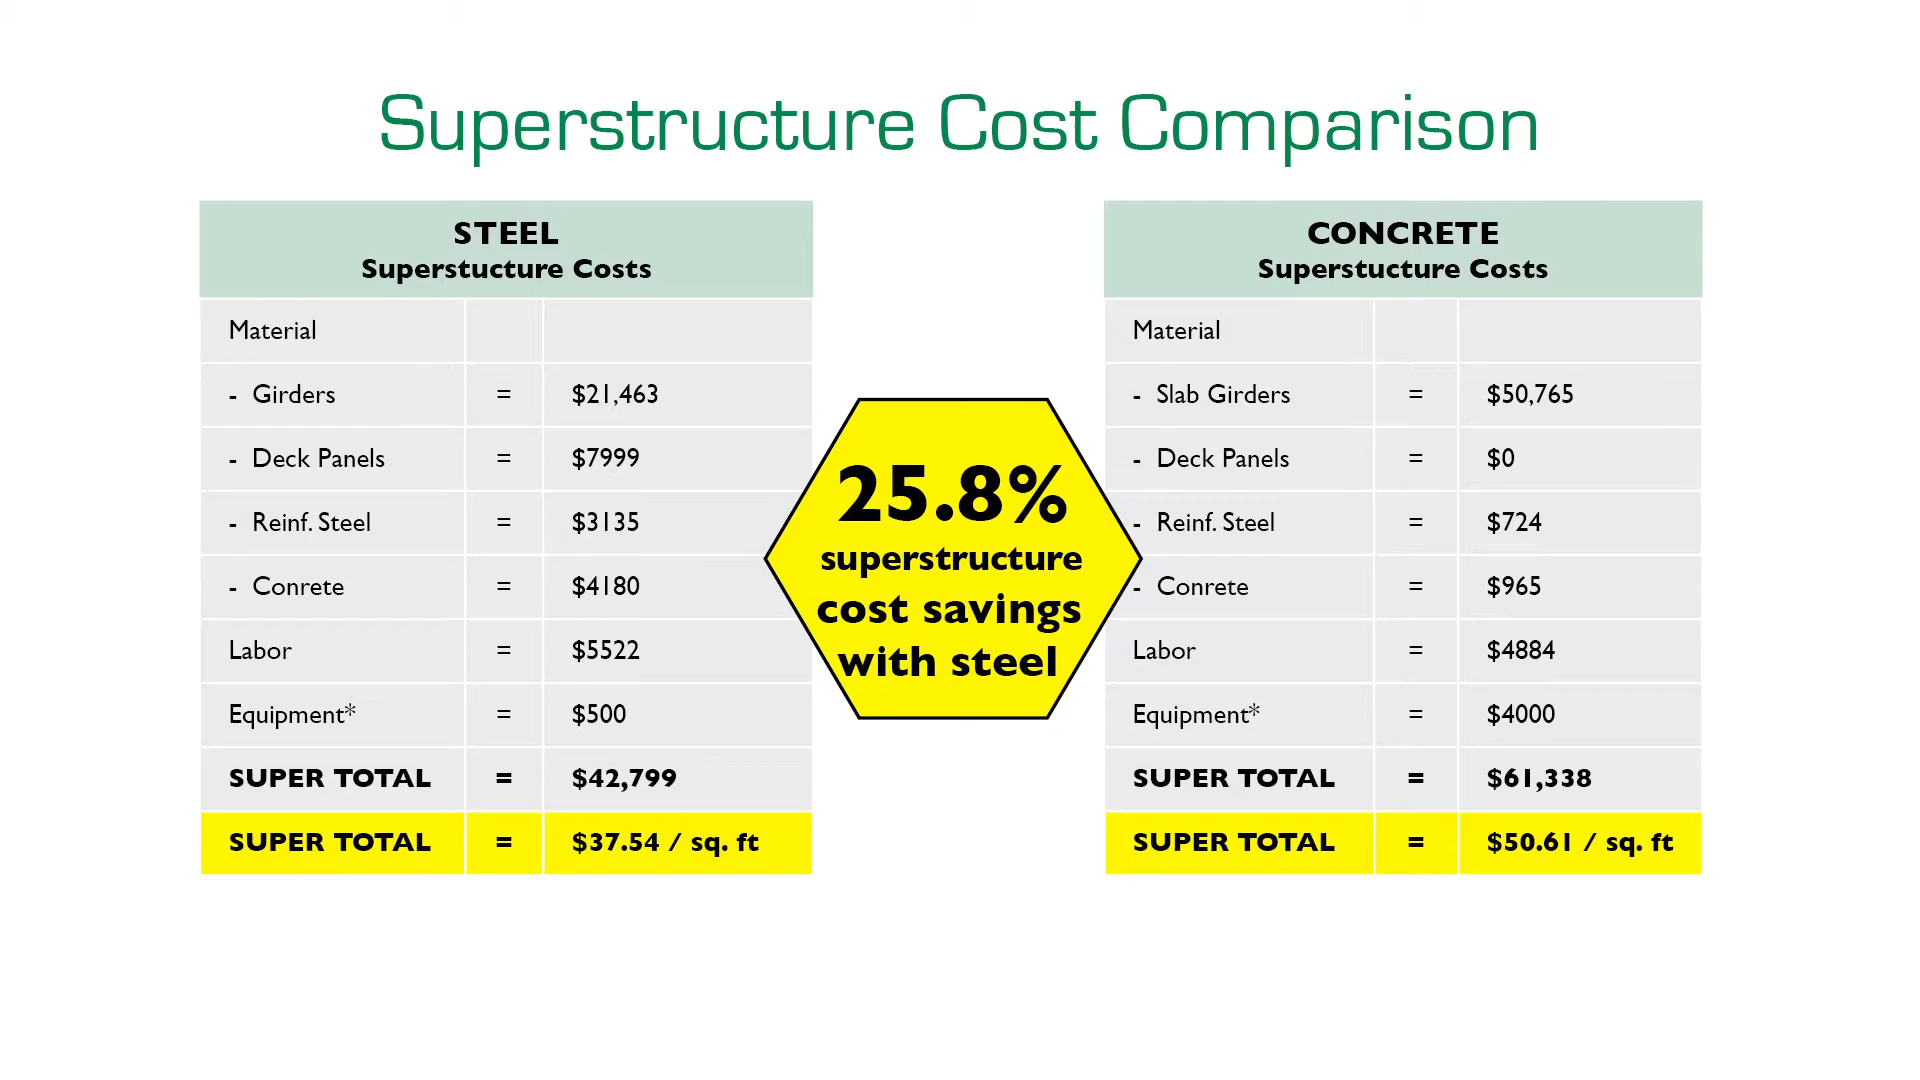 Superstructure Cost Comparison
STEEL
Superstucture Costs
Material
- Girders = $21,463
- Deck Panels = $7999
- Reinf. Steel = $3135
- Conrete = $4180
Labor = $5522
Equipment* = $500
SUPER TOTAL = $42,799
SUPER TOTAL = $37.54 / sq. ft
25.8%
superstructure
cost savings
with steel
CONCRETE
Superstucture Costs
Material
- Slab Girders = $50,765
- Deck Panels = $0
- Reinf. Steel = $724
- Conrete = $965
Labor = $4884
Equipment* = $4000
SUPER TOTAL = $61,338
SUPER TOTAL = $50.61 / sq. ft